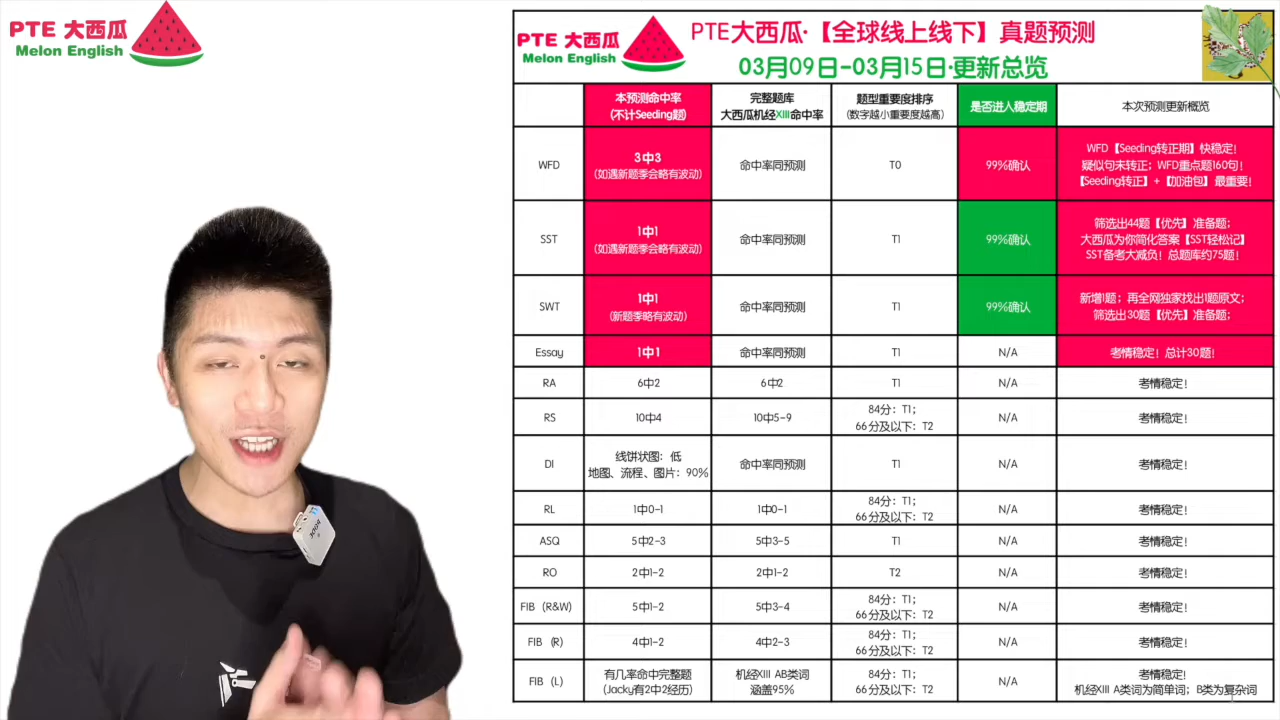 PTE 大西瓜
Melon English
PTE 大西瓜
Melon English
PTE大西瓜·【全球线上线下】真题预测
03月09日-03月15日·更新总览
本预测命中率
(不计Seeding题)
完整题库
大西瓜机经XIII命中率
题型重要度排序
(数字越小重要度越高)
是否进入稳定期
本次预测更新概览
WFD
3中3
(如遇新题季会略有波动)
命中率同预测
T0
99%确认
WFD【Seeding转正期】快稳定!
疑似句未转正；WFD重点题160句!
【Seeding转正】+【加油包】最重要!
SST
1中1
(如遇新题季会略有波动)
命中率同预测
T1
99%确认
筛选出44题【优先】准备题；
大西瓜为你简化答案【SST轻松记】
SST备考大减负! 总题库约75题!
SWT
1中1
(新题季略有波动)
命中率同预测
T1
99%确认
新增1题；再全网独家找出1题原文；
筛选出30题【优先】准备题；
Essay
1中1
命中率同预测
T1
N/A
考情稳定! 总计30题!
RA
6中2
6中2
T1
N/A
考情稳定!
RS
10中4
10中5-9
84分：T1；
66分及以下：T2
N/A
考情稳定!
DI
线饼状图：低
地图、流程、图片：90%
命中率同预测
T1
N/A
考情稳定!
RL
1中0-1
1中0-1
84分：T1；
66分及以下：T2
N/A
考情稳定!
ASQ
5中2-3
5中3-5
T1
N/A
考情稳定!
RO
2中1-2
2中1-2
T2
N/A
考情稳定!
FIB（R&W)
5中1-2
5中3-4
84分：T1；
66分及以下：T2
N/A
考情稳定!
FIB（R)
4中1-2
4中2-3
84分：T1；
66分及以下：T2
N/A
考情稳定!
FIB（L)
有几率命中完整题
(Jacky有2中2经历)
机经XIII AB类词
涵盖95%
84分：T1；
66分及以下：T2
N/A
考情稳定!
机经XIII A类词为简单词；B类为复杂词